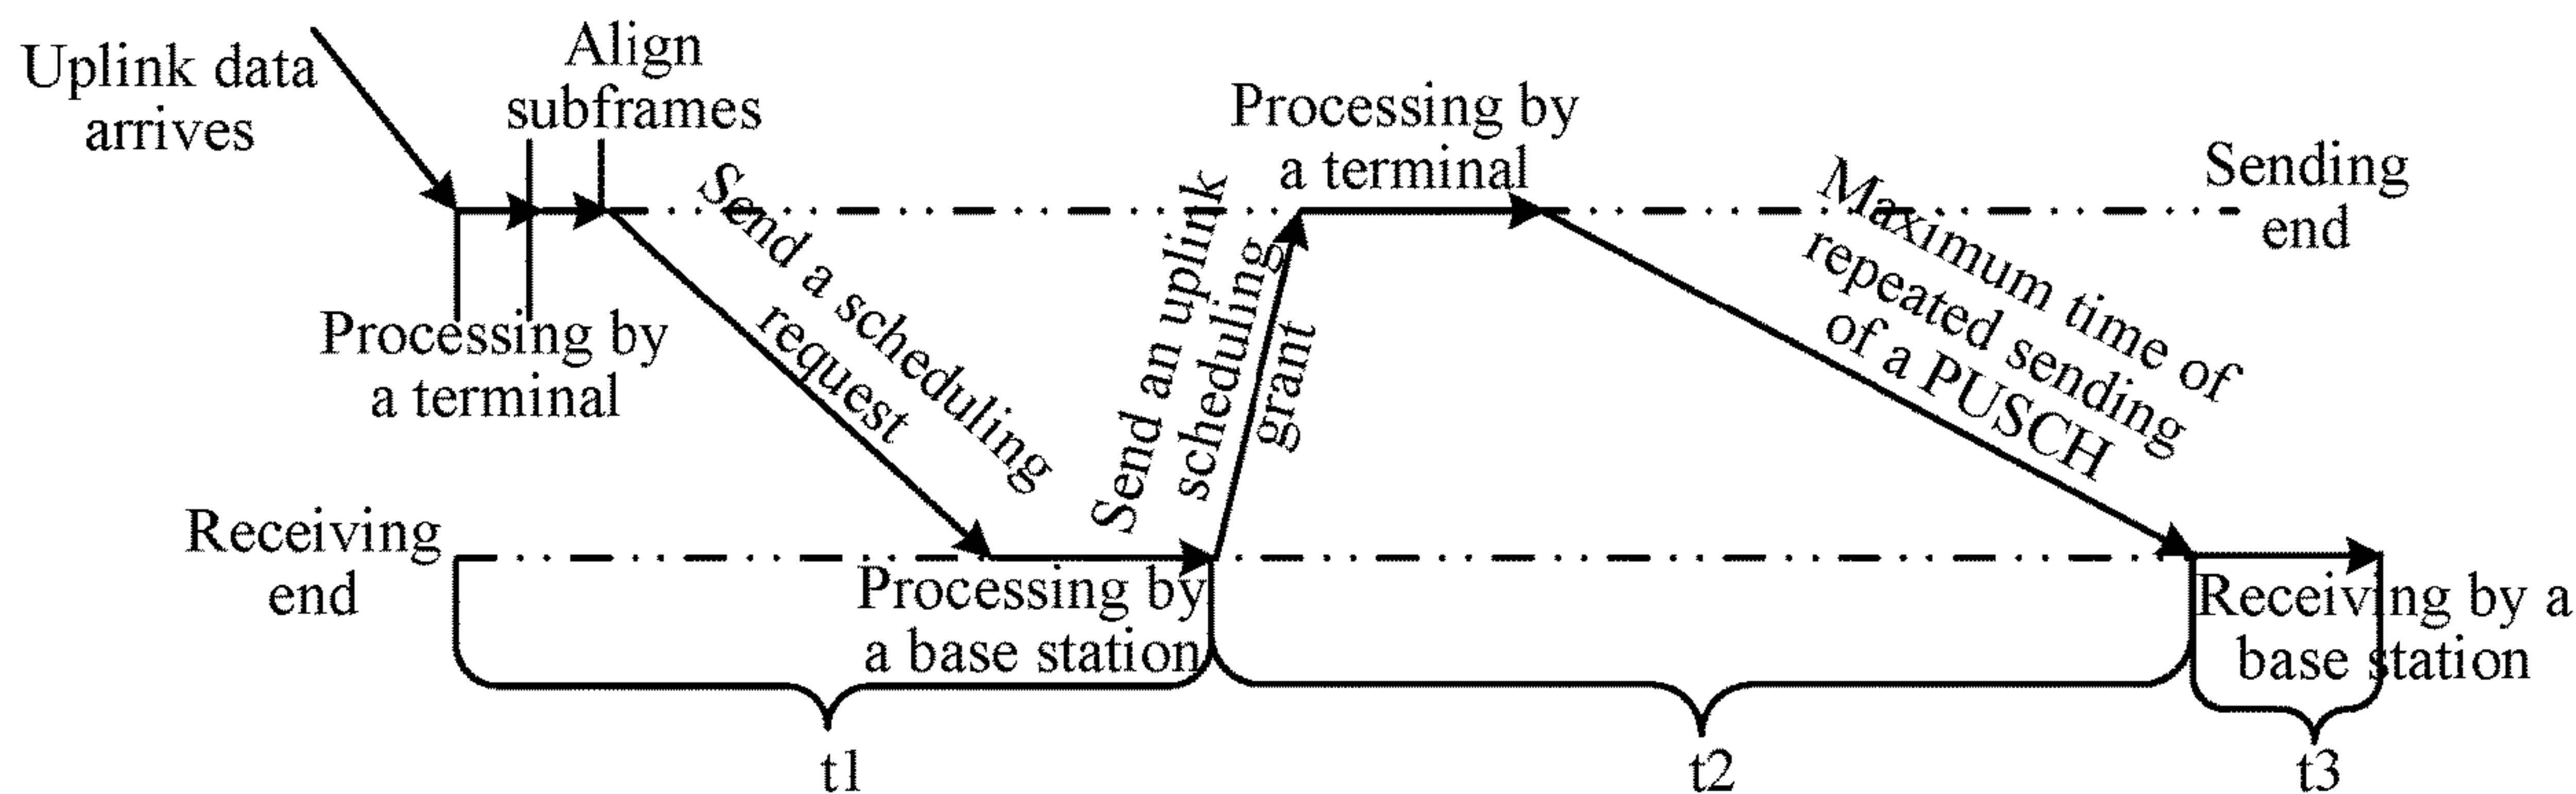 Uplink data
arrives
Align
subframes
Processing by
a terminal
Send a scheduling
request
Send an uplink
scheduling
grant
Processing by
a terminal
Maximum time of
repeated sending
of a PUSCH
Sending
end
Receiving
end
Processing by
a base station
Receiving by a
base station
t1
t2
t3